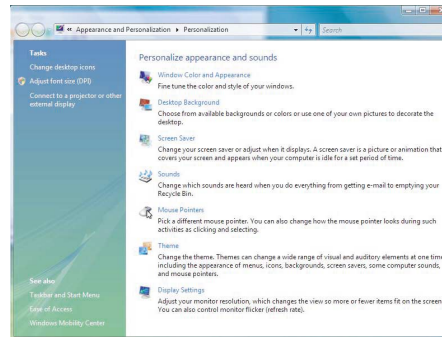 « Appearance and Personalization ▸ Personalization
Search
Tasks
Change desktop icons
Adjust font size (DPI)
Connect to a projector or other
external display
See also
Taskbar and Start Menu
Ease of Access
Windows Mobility Center
Personalize appearance and sounds
Window Color and Appearance
Fine tune the color and style of your windows.
Desktop Background
Choose from available backgrounds or colors or use one of your own pictures to decorate the
desktop.
Screen Saver
Change your screen saver or adjust when it displays. A screen saver is a picture or animation that
covers your screen and appears when your computer is idle for a set period of time.
Sounds
Change which sounds are heard when you do everything from getting e-mail to emptying your
Recycle Bin.
Mouse Pointers
Pick a different mouse pointer. You can also change how the mouse pointer looks during such
activities as clicking and selecting.
Theme
Change the theme. Themes can change a wide range of visual and auditory elements at one time
including the appearance of menus, icons, backgrounds, screen savers, some computer sounds,
and mouse pointers.
Display Settings
Adjust your monitor resolution, which changes the view so more or fewer items fit on the screen
You can also control monitor flicker (refresh rate).